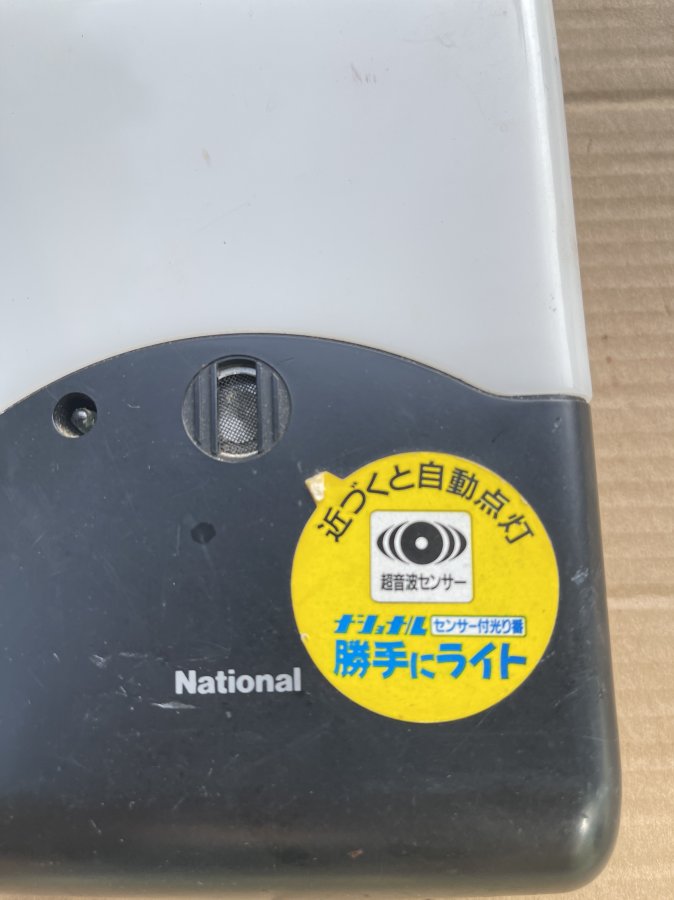 近づくと自動点灯
超音波センサー
ナショナル センサー付光り番
勝手にライト
National